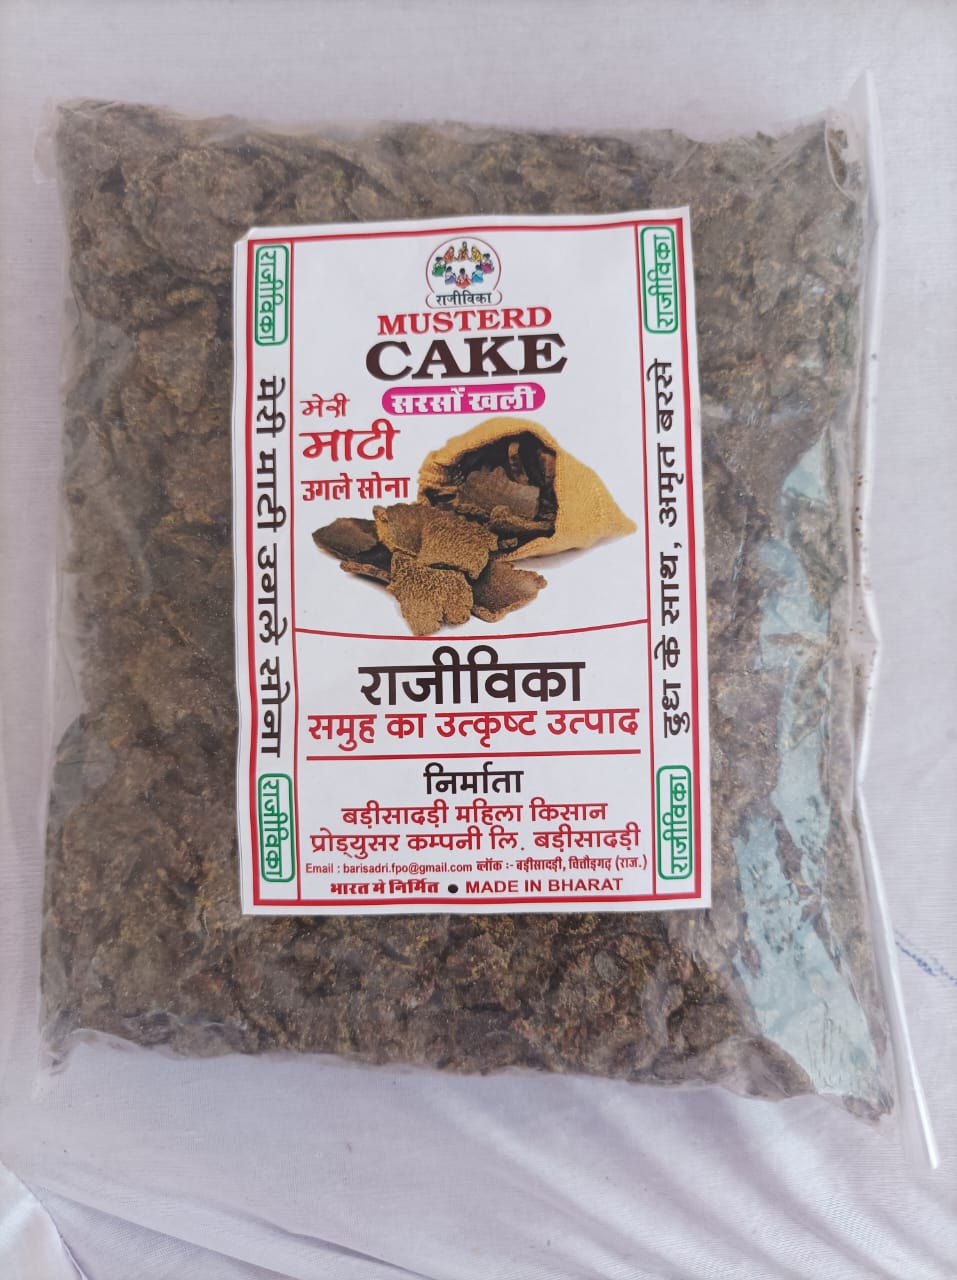 राजीविका
MUSTERD
CAKE
सरसों खली
मेरी
माटी
उगले सोना
राजीविका
समुह का उत्कृष्ट उत्पाद
निर्माता
बड़ीसादड़ी महिला किसान
प्रोड्युसर कम्पनी लि. बड़ीसादड़ी
Email : barisadri.fpo@gmail.com ब्लॉक :- बड़ीसादड़ी, चित्तौड़गढ़ (राज.)
भारत मे निर्मित ● MADE IN BHARAT
राजीविका
मेरी माटी उगले सोना
राजीविका
राजीविका
दुध के साथ, अमृत बरसे
राजीविका